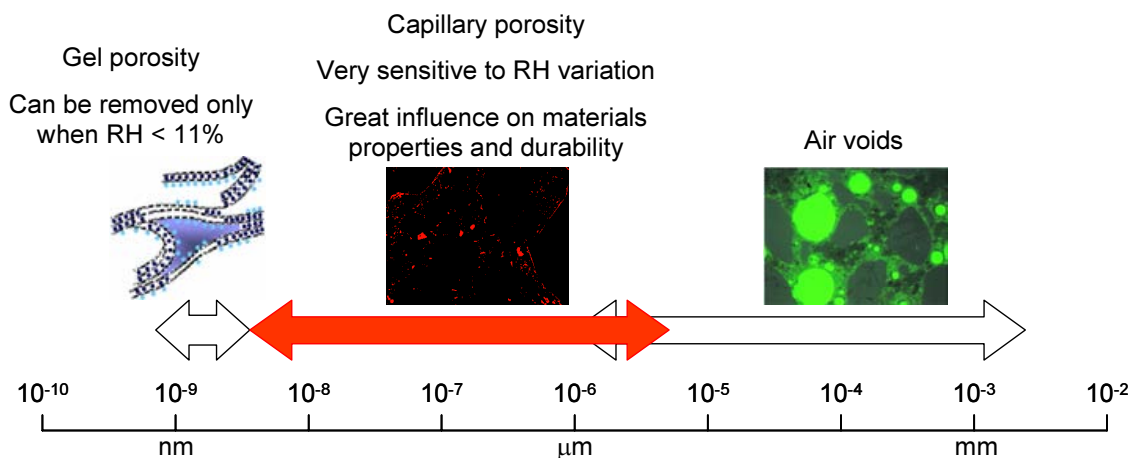 Gel porosity
Can be removed only
when RH < 11%
Capillary porosity
Very sensitive to RH variation
Great influence on materials
properties and durability
Air voids
10⁻¹⁰ 10⁻⁹ 10⁻⁸ 10⁻⁷ 10⁻⁶ 10⁻⁵ 10⁻⁴ 10⁻³ 10⁻²
nm μm mm